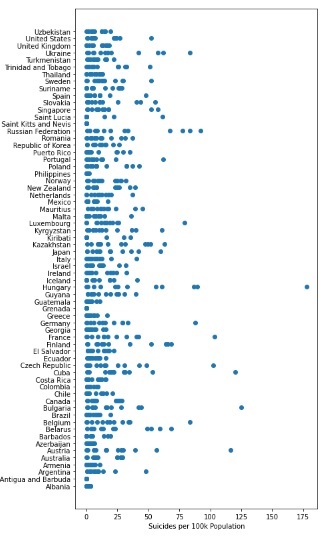 Uzbekistan
United States
United Kingdom
Ukraine
Turkmenistan
Trinidad and Tobago
Thailand
Sweden
Suriname
Spain
Slovakia
Singapore
Saint Lucia
Saint Kitts and Nevis
Russian Federation
Romania
Republic of Korea
Puerto Rico
Portugal
Poland
Philippines
Norway
New Zealand
Netherlands
Mexico
Mauritius
Malta
Luxembourg
Kyrgyzstan
Kiribati
Kazakhstan
Japan
Italy
Israel
Ireland
Iceland
Hungary
Guyana
Guatemala
Grenada
Greece
Germany
Georgia
France
Finland
El Salvador
Ecuador
Czech Republic
Cuba
Costa Rica
Colombia
Chile
Canada
Bulgaria
Brazil
Belgium
Belarus
Barbados
Azerbaijan
Austria
Australia
Armenia
Argentina
Antigua and Barbuda
Albania
0 25 50 75 100 125 150 175
Suicides per 100k Population